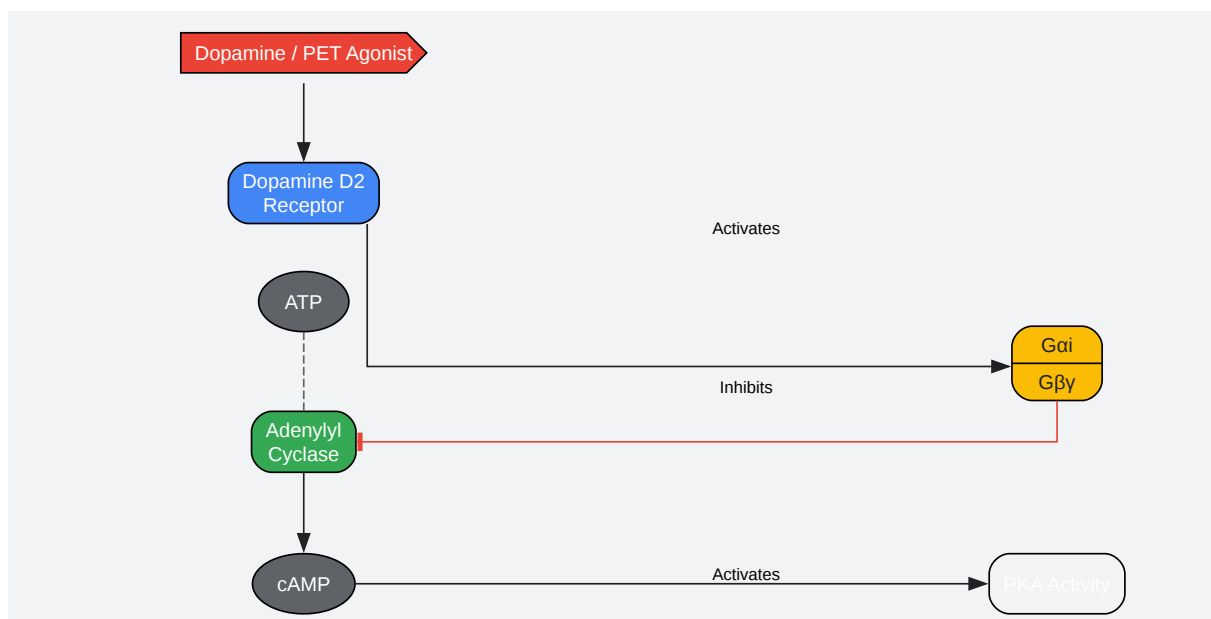 Dopamine / PET Agonist
Dopamine D2
Receptor
Activates
ATP
Gαi
Gβγ
Inhibits
Adenylyl
Cyclase
cAMP
Activates
PKA Activity